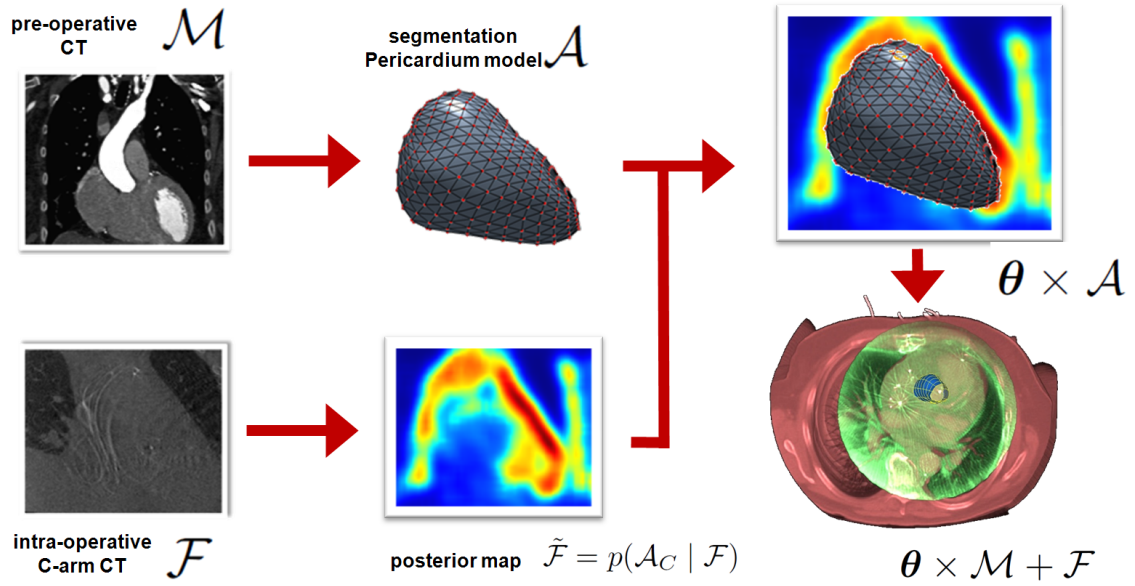 pre-operative
CT
𝓜
segmentation
Pericardium model
𝓐
θ × 𝓐
intra-operative
C-arm CT
𝓕
posterior map
𝓕̃ = p(𝓐_C | 𝓕)
θ × 𝓜 + 𝓕